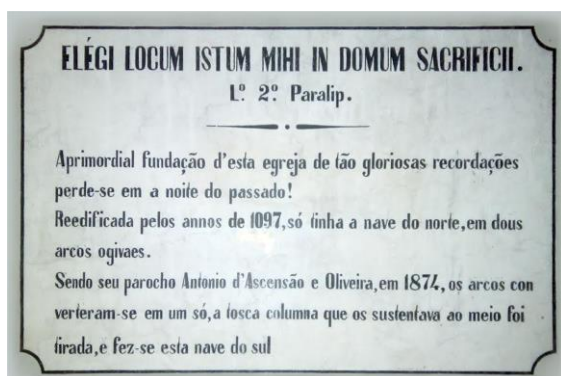 ELÉGI LOCUM ISTUM MIHI IN DOMUM SACRIFICII.
Lº. 2º. Paralip.
Aprimordial fundação d'esta egreja de tão gloriosas recordações
perde-se em a noite do passado!
Reedificada pelos annos de 1097, só tinha a nave do norte, em dous
arcos ogivaes.
Sendo seu parocho Antonio d'Ascensão e Oliveira, em 1874, os arcos con
verteram-se em um só, a tosca columna que os sustentava ao meio foi
tirada, e fez-se esta nave do sul